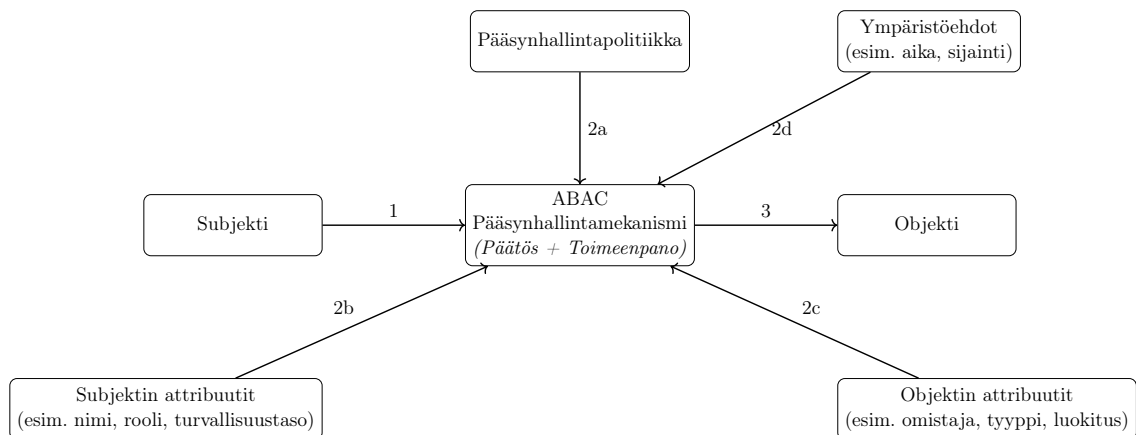 Pääsynhallintapolitiikka
Ympäristöehdot
(esim. aika, sijainti)
2a
2d
Subjekti
1
ABAC
Pääsynhallintamekanismi
(Päätös + Toimeenpano)
3
Objekti
2b
2c
Subjektin attribuutit
(esim. nimi, rooli, turvallisuustaso)
Objektin attribuutit
(esim. omistaja, tyyppi, luokitus)